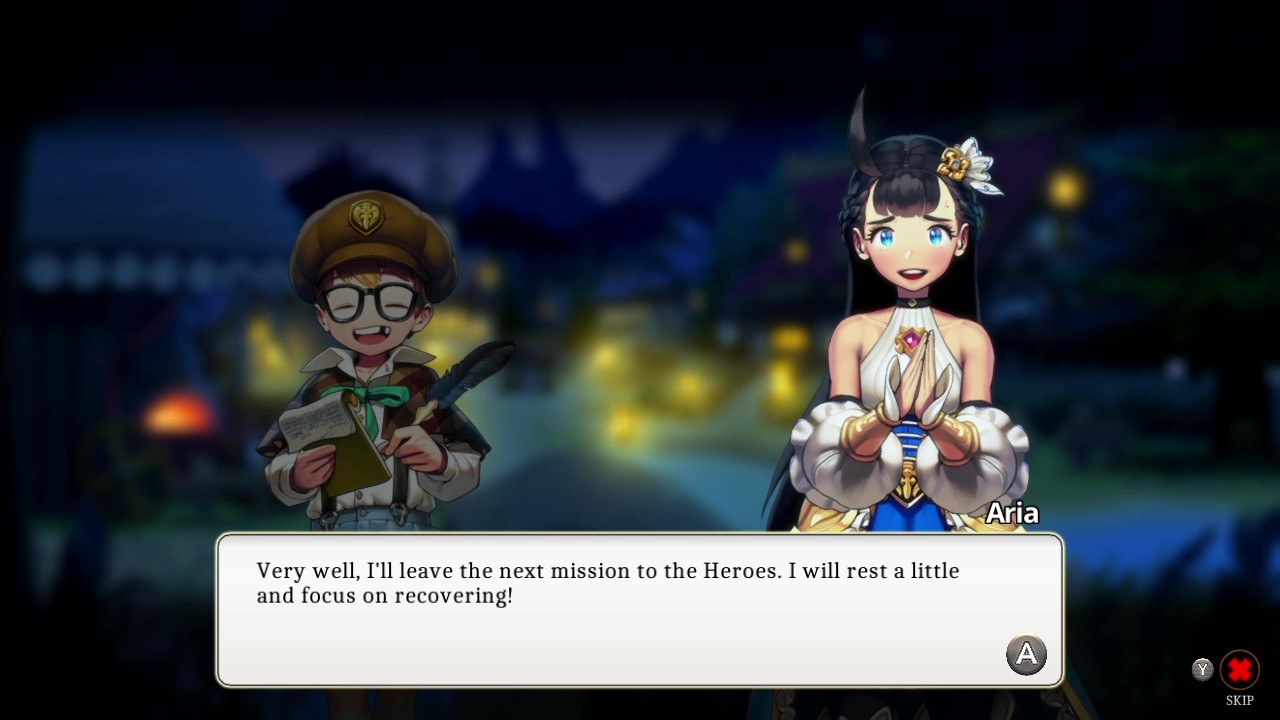 Aria
Very well, I'll leave the next mission to the Heroes. I will rest a little
and focus on recovering!
A
Y
SKIP